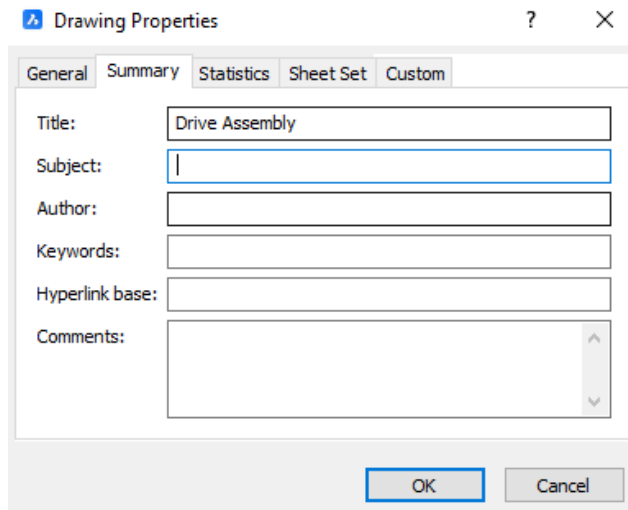 Drawing Properties ?
General Summary Statistics Sheet Set Custom
Title: Drive Assembly
Subject:
Author:
Keywords:
Hyperlink base:
Comments:
OK Cancel